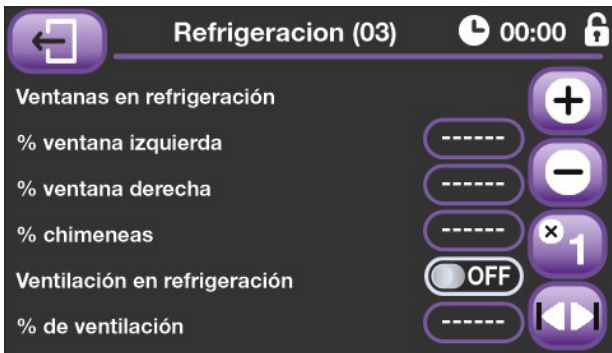 Refrigeracion (03) 00:00
Ventanas en refrigeración
% ventana izquierda ------
% ventana derecha ------
% chimeneas ------
× 1
Ventilación en refrigeración OFF
% de ventilación ------